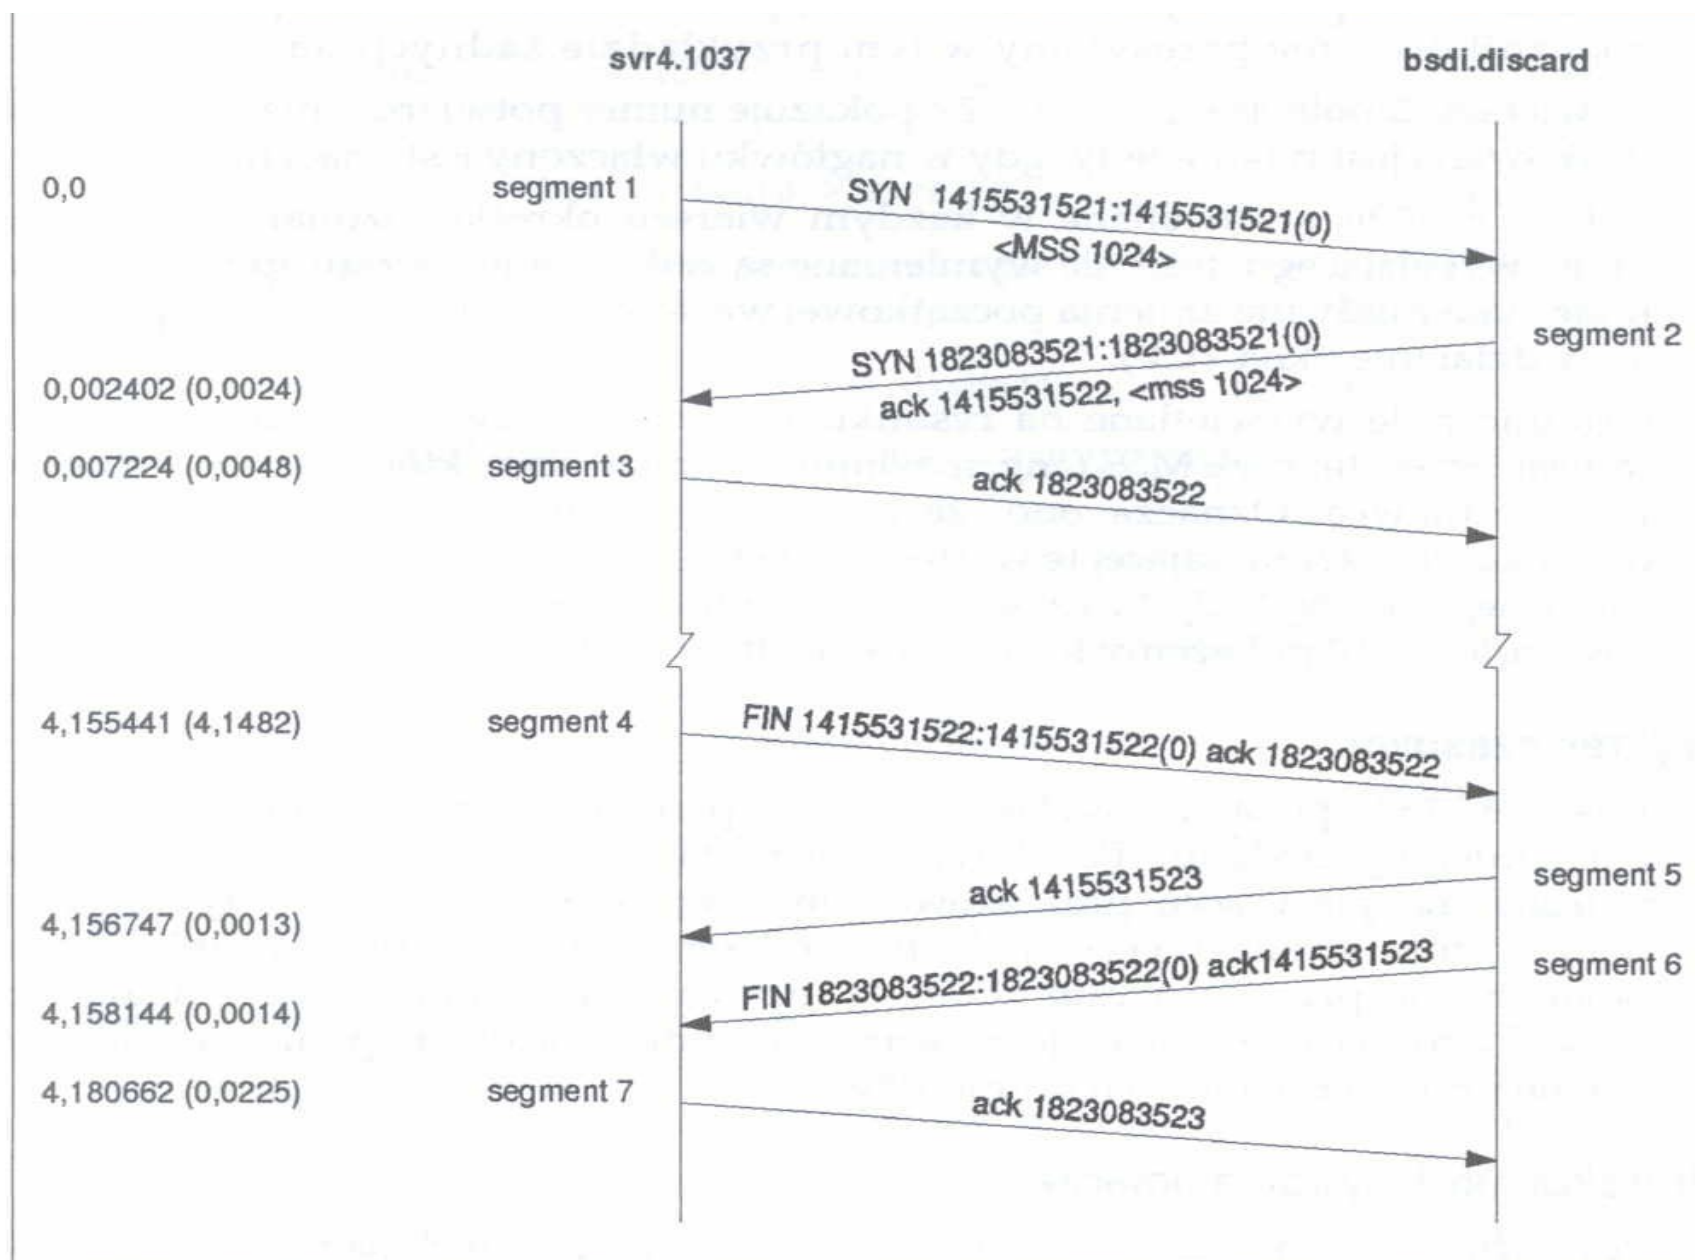 svr4.1037
bsdi.discard
0,0
segment 1
SYN 1415531521:1415531521(0)
<MSS 1024>
segment 2
SYN 1823083521:1823083521(0)
0,002402 (0,0024)
ack 1415531522, <mss 1024>
0,007224 (0,0048)
segment 3
ack 1823083522
4,155441 (4,1482)
segment 4
FIN 1415531522:1415531522(0) ack 1823083522
segment 5
ack 1415531523
4,156747 (0,0013)
segment 6
FIN 1823083522:1823083522(0) ack1415531523
4,158144 (0,0014)
4,180662 (0,0225)
segment 7
ack 1823083523